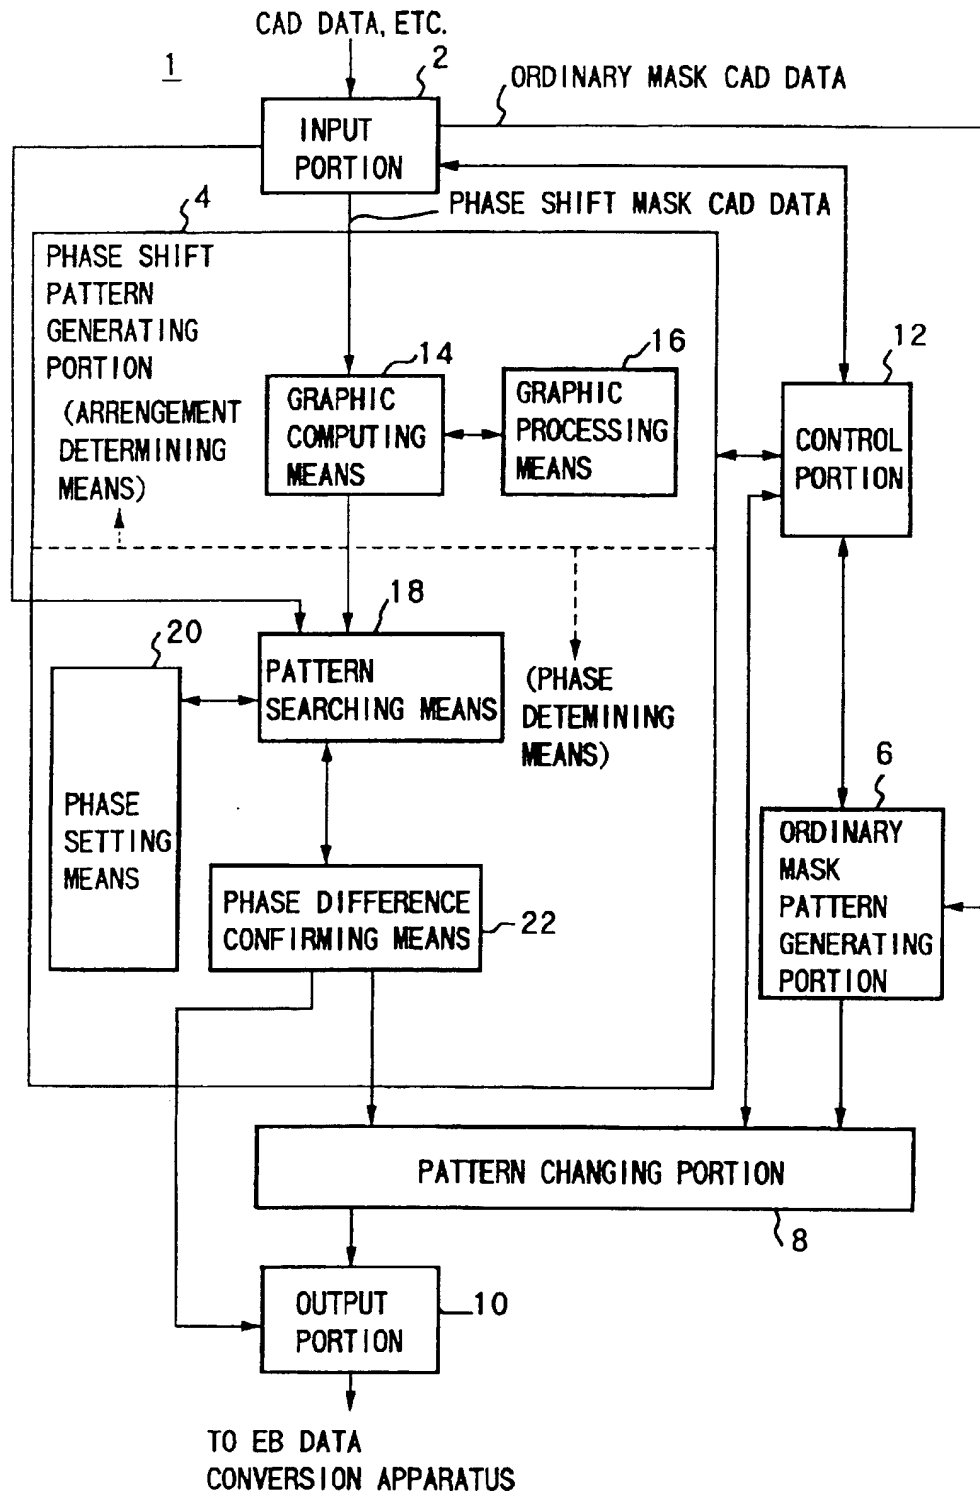 CAD DATA, ETC.
1
2
ORDINARY MASK CAD DATA
INPUT
PORTION
PHASE SHIFT MASK CAD DATA
4
PHASE SHIFT
PATTERN
GENERATING
PORTION
(ARRENGEMENT
DETERMINING
MEANS)
14
GRAPHIC
COMPUTING
MEANS
16
GRAPHIC
PROCESSING
MEANS
12
CONTROL
PORTION
18
PATTERN
SEARCHING MEANS
20
PHASE
SETTING
MEANS
(PHASE
DETEMINING
MEANS)
6
ORDINARY
MASK
PATTERN
GENERATING
PORTION
PHASE DIFFERENCE
CONFIRMING MEANS
22
PATTERN CHANGING PORTION
8
OUTPUT
PORTION
10
TO EB DATA
CONVERSION APPARATUS